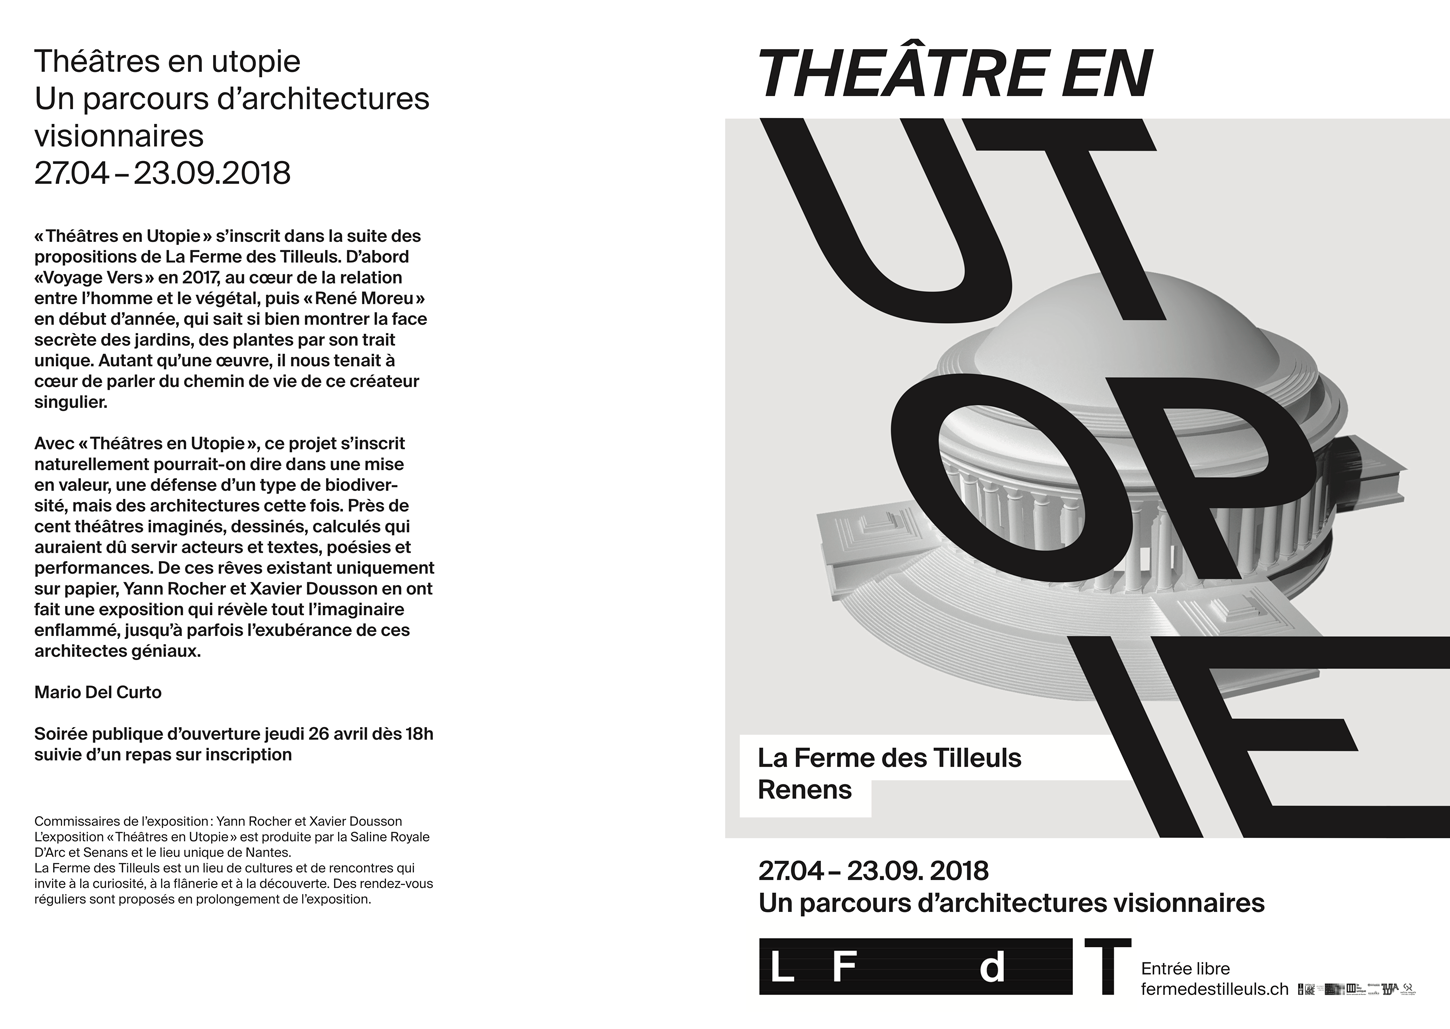 Théâtres en utopie
Un parcours d’architectures
visionnaires
27.04 – 23.09.2018
« Théâtres en Utopie » s’inscrit dans la suite des
propositions de La Ferme des Tilleuls. D’abord
«Voyage Vers » en 2017, au cœur de la relation
entre l’homme et le végétal, puis « René Moreu »
en début d’année, qui sait si bien montrer la face
secrète des jardins, des plantes par son trait
unique. Autant qu’une œuvre, il nous tenait à
cœur de parler du chemin de vie de ce créateur
singulier.
Avec « Théâtres en Utopie », ce projet s’inscrit
naturellement pourrait-on dire dans une mise
en valeur, une défense d’un type de biodiver-
sité, mais des architectures cette fois. Près de
cent théâtres imaginés, dessinés, calculés qui
auraient dû servir acteurs et textes, poésies et
performances. De ces rêves existant uniquement
sur papier, Yann Rocher et Xavier Dousson en ont
fait une exposition qui révèle tout l’imaginaire
enflammé, jusqu’à parfois l’exubérance de ces
architectes géniaux.
Mario Del Curto
Soirée publique d’ouverture jeudi 26 avril dès 18h
suivie d’un repas sur inscription
Commissaires de l’exposition : Yann Rocher et Xavier Dousson
L’exposition « Théâtres en Utopie » est produite par la Saline Royale
D’Arc et Senans et le lieu unique de Nantes.
La Ferme des Tilleuls est un lieu de cultures et de rencontres qui
invite à la curiosité, à la flânerie et à la découverte. Des rendez-vous
réguliers sont proposés en prolongement de l’exposition.
THEÂTRE EN
UT
OP
IE
La Ferme des Tilleuls
Renens
27.04 – 23.09. 2018
Un parcours d’architectures visionnaires
L F d T
Entrée libre
fermedestilleuls.ch